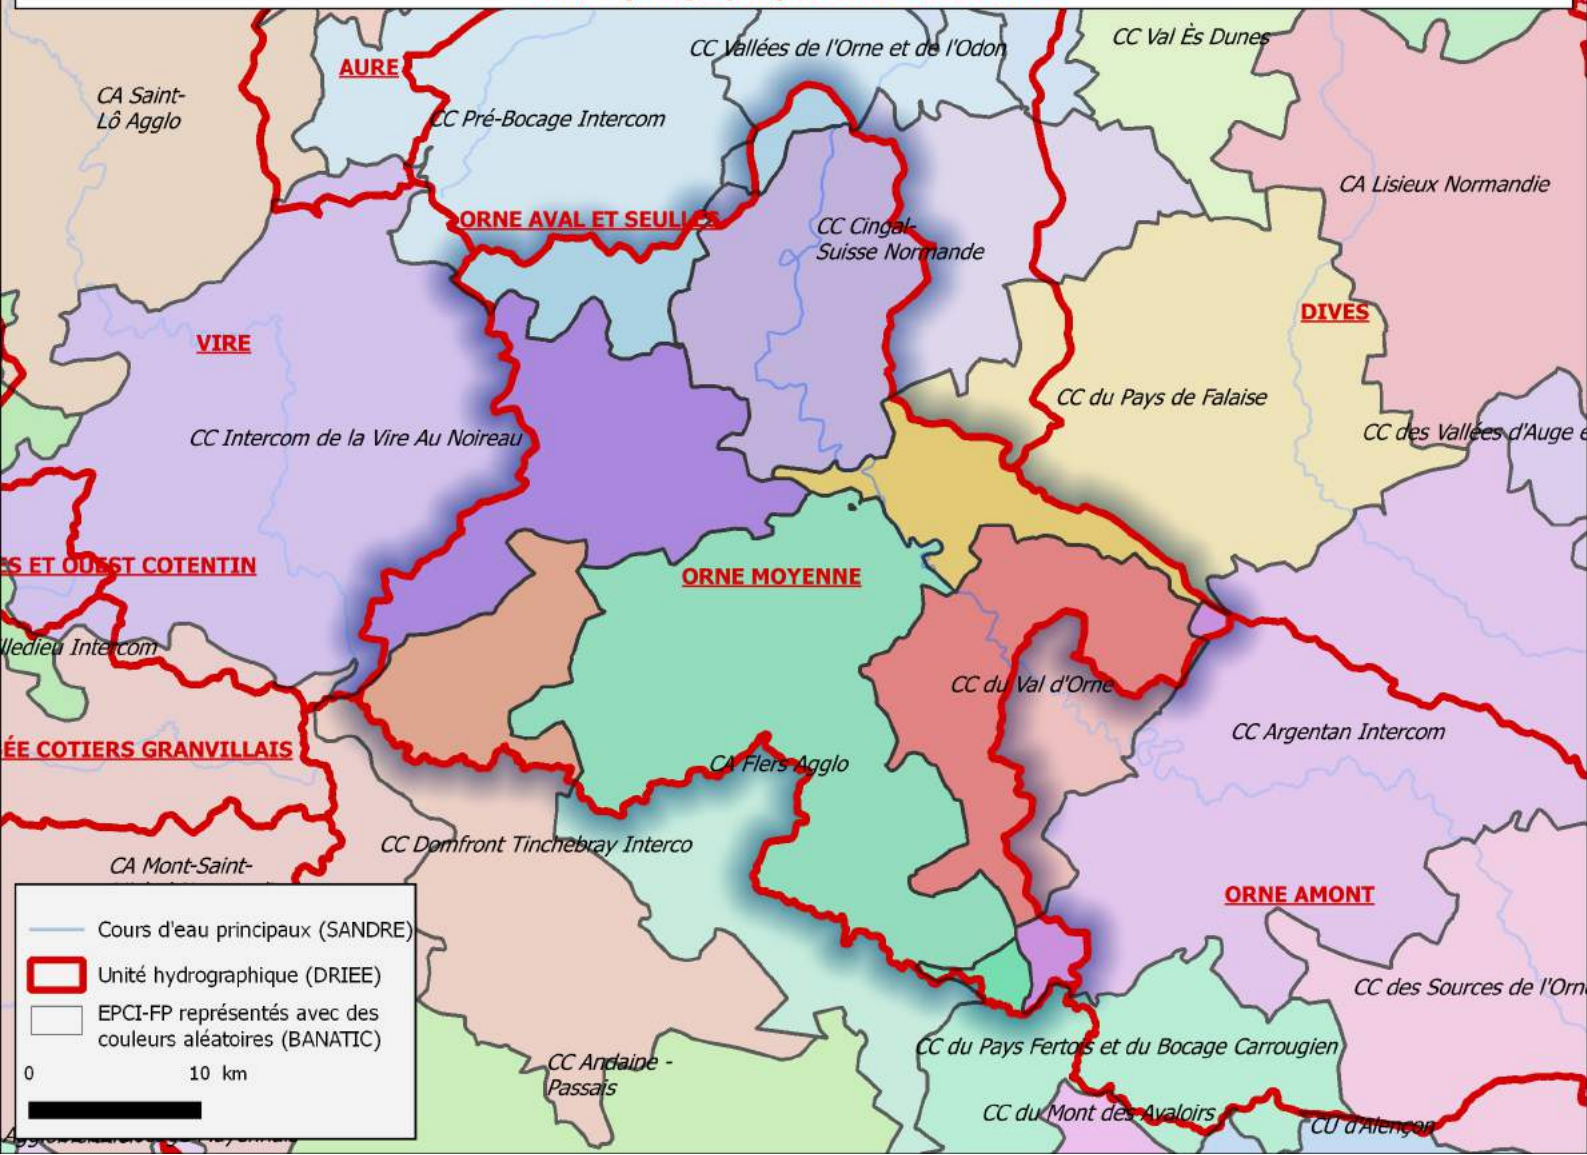 CC Vallées de l'Orne et de l'Odon
CC Val Ès Dunes
AURE
CA Saint-
Lô Agglo
CC Pré-Bocage Intercom
CA Lisieux Normandie
ORNE AVAL ET SEULLES
CC Cingal-
Suisse Normande
DIVES
VIRE
CC du Pays de Falaise
CC Intercom de la Vire Au Noireau
CC des Vallées d'Auge e
S ET OUEST COTENTIN
ORNE MOYENNE
lledieu Intercom
CC du Val d'Orne
CC Argentan Intercom
ÉE COTIERS GRANVILLAIS
CA Flers Agglo
CC Domfront Tinchebray Interco
CA Mont-Saint-
ORNE AMONT
Cours d'eau principaux (SANDRE)
Unité hydrographique (DRIEE)
CC des Sources de l'Orn
EPCI-FP représentés avec des
couleurs aléatoires (BANATIC)
CC du Pays Fertois et du Bocage Carrougien
CC Andaine -
Passais
0 10 km
CC du Mont des Avaloirs
CU d'Alençon